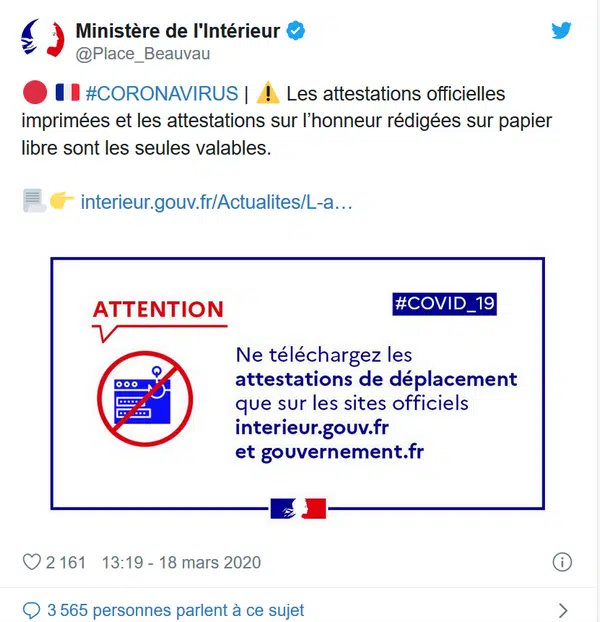 Ministère de l'Intérieur
@Place_Beauvau
#CORONAVIRUS | ⚠️ Les attestations officielles
imprimées et les attestations sur l’honneur rédigées sur papier
libre sont les seules valables.
interieur.gouv.fr/Actualites/L-a…
ATTENTION
#COVID_19
Ne téléchargez les
attestations de déplacement
que sur les sites officiels
interieur.gouv.fr
et gouvernement.fr
2 161 13:19 - 18 mars 2020
3 565 personnes parlent à ce sujet